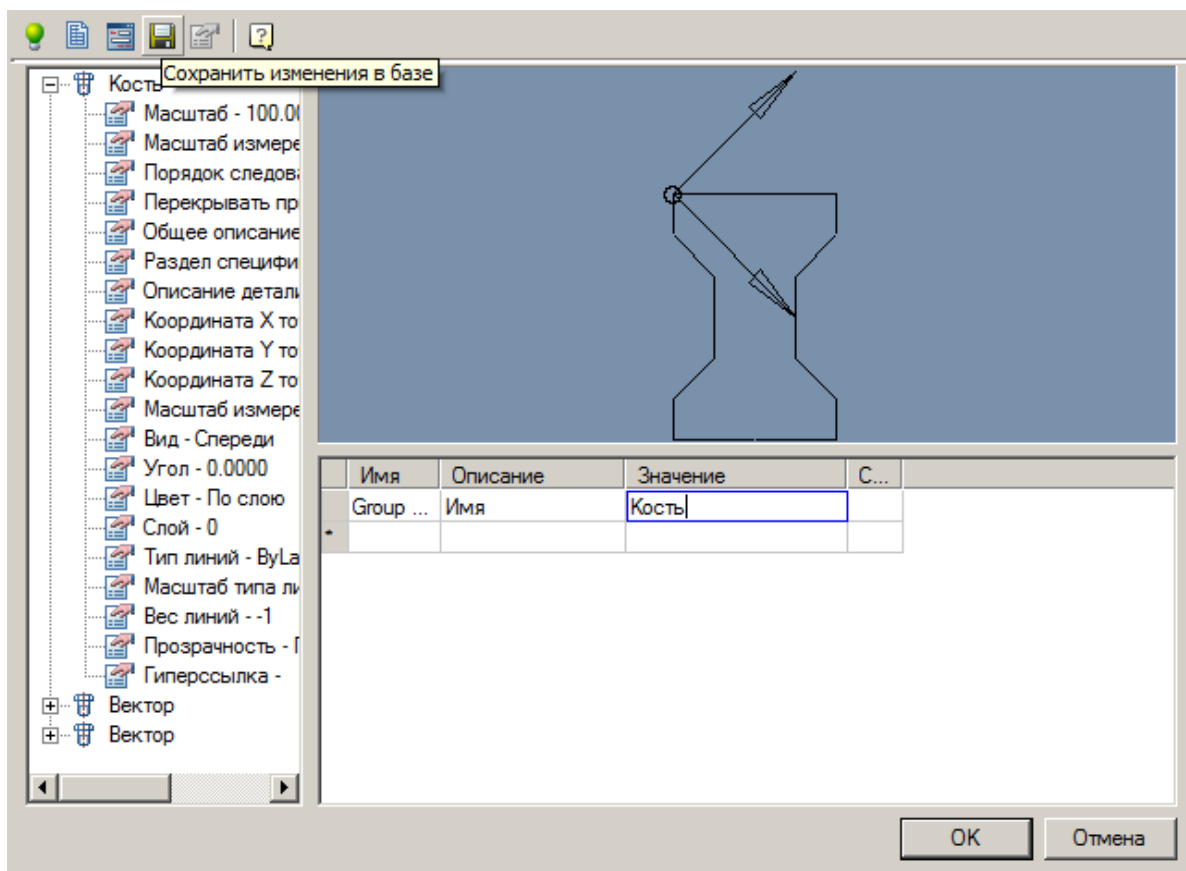 Сохранить изменения в базе
Кость
Масштаб - 100.00
Масштаб измере
Порядок следова
Перекрывать пр
Общее описание
Раздел специфи
Описание детали
Координата X то
Координата Y то
Координата Z то
Масштаб измере
Вид - Спереди
Угол - 0.0000
Цвет - По слою
Слой - 0
Тип линий - ByLa
Масштаб типа ли
Вес линий - -1
Прозрачность - П
Гиперссылка -
Вектор
Вектор
Имя Описание Значение С...
Group ... Имя Кость
OK Отмена